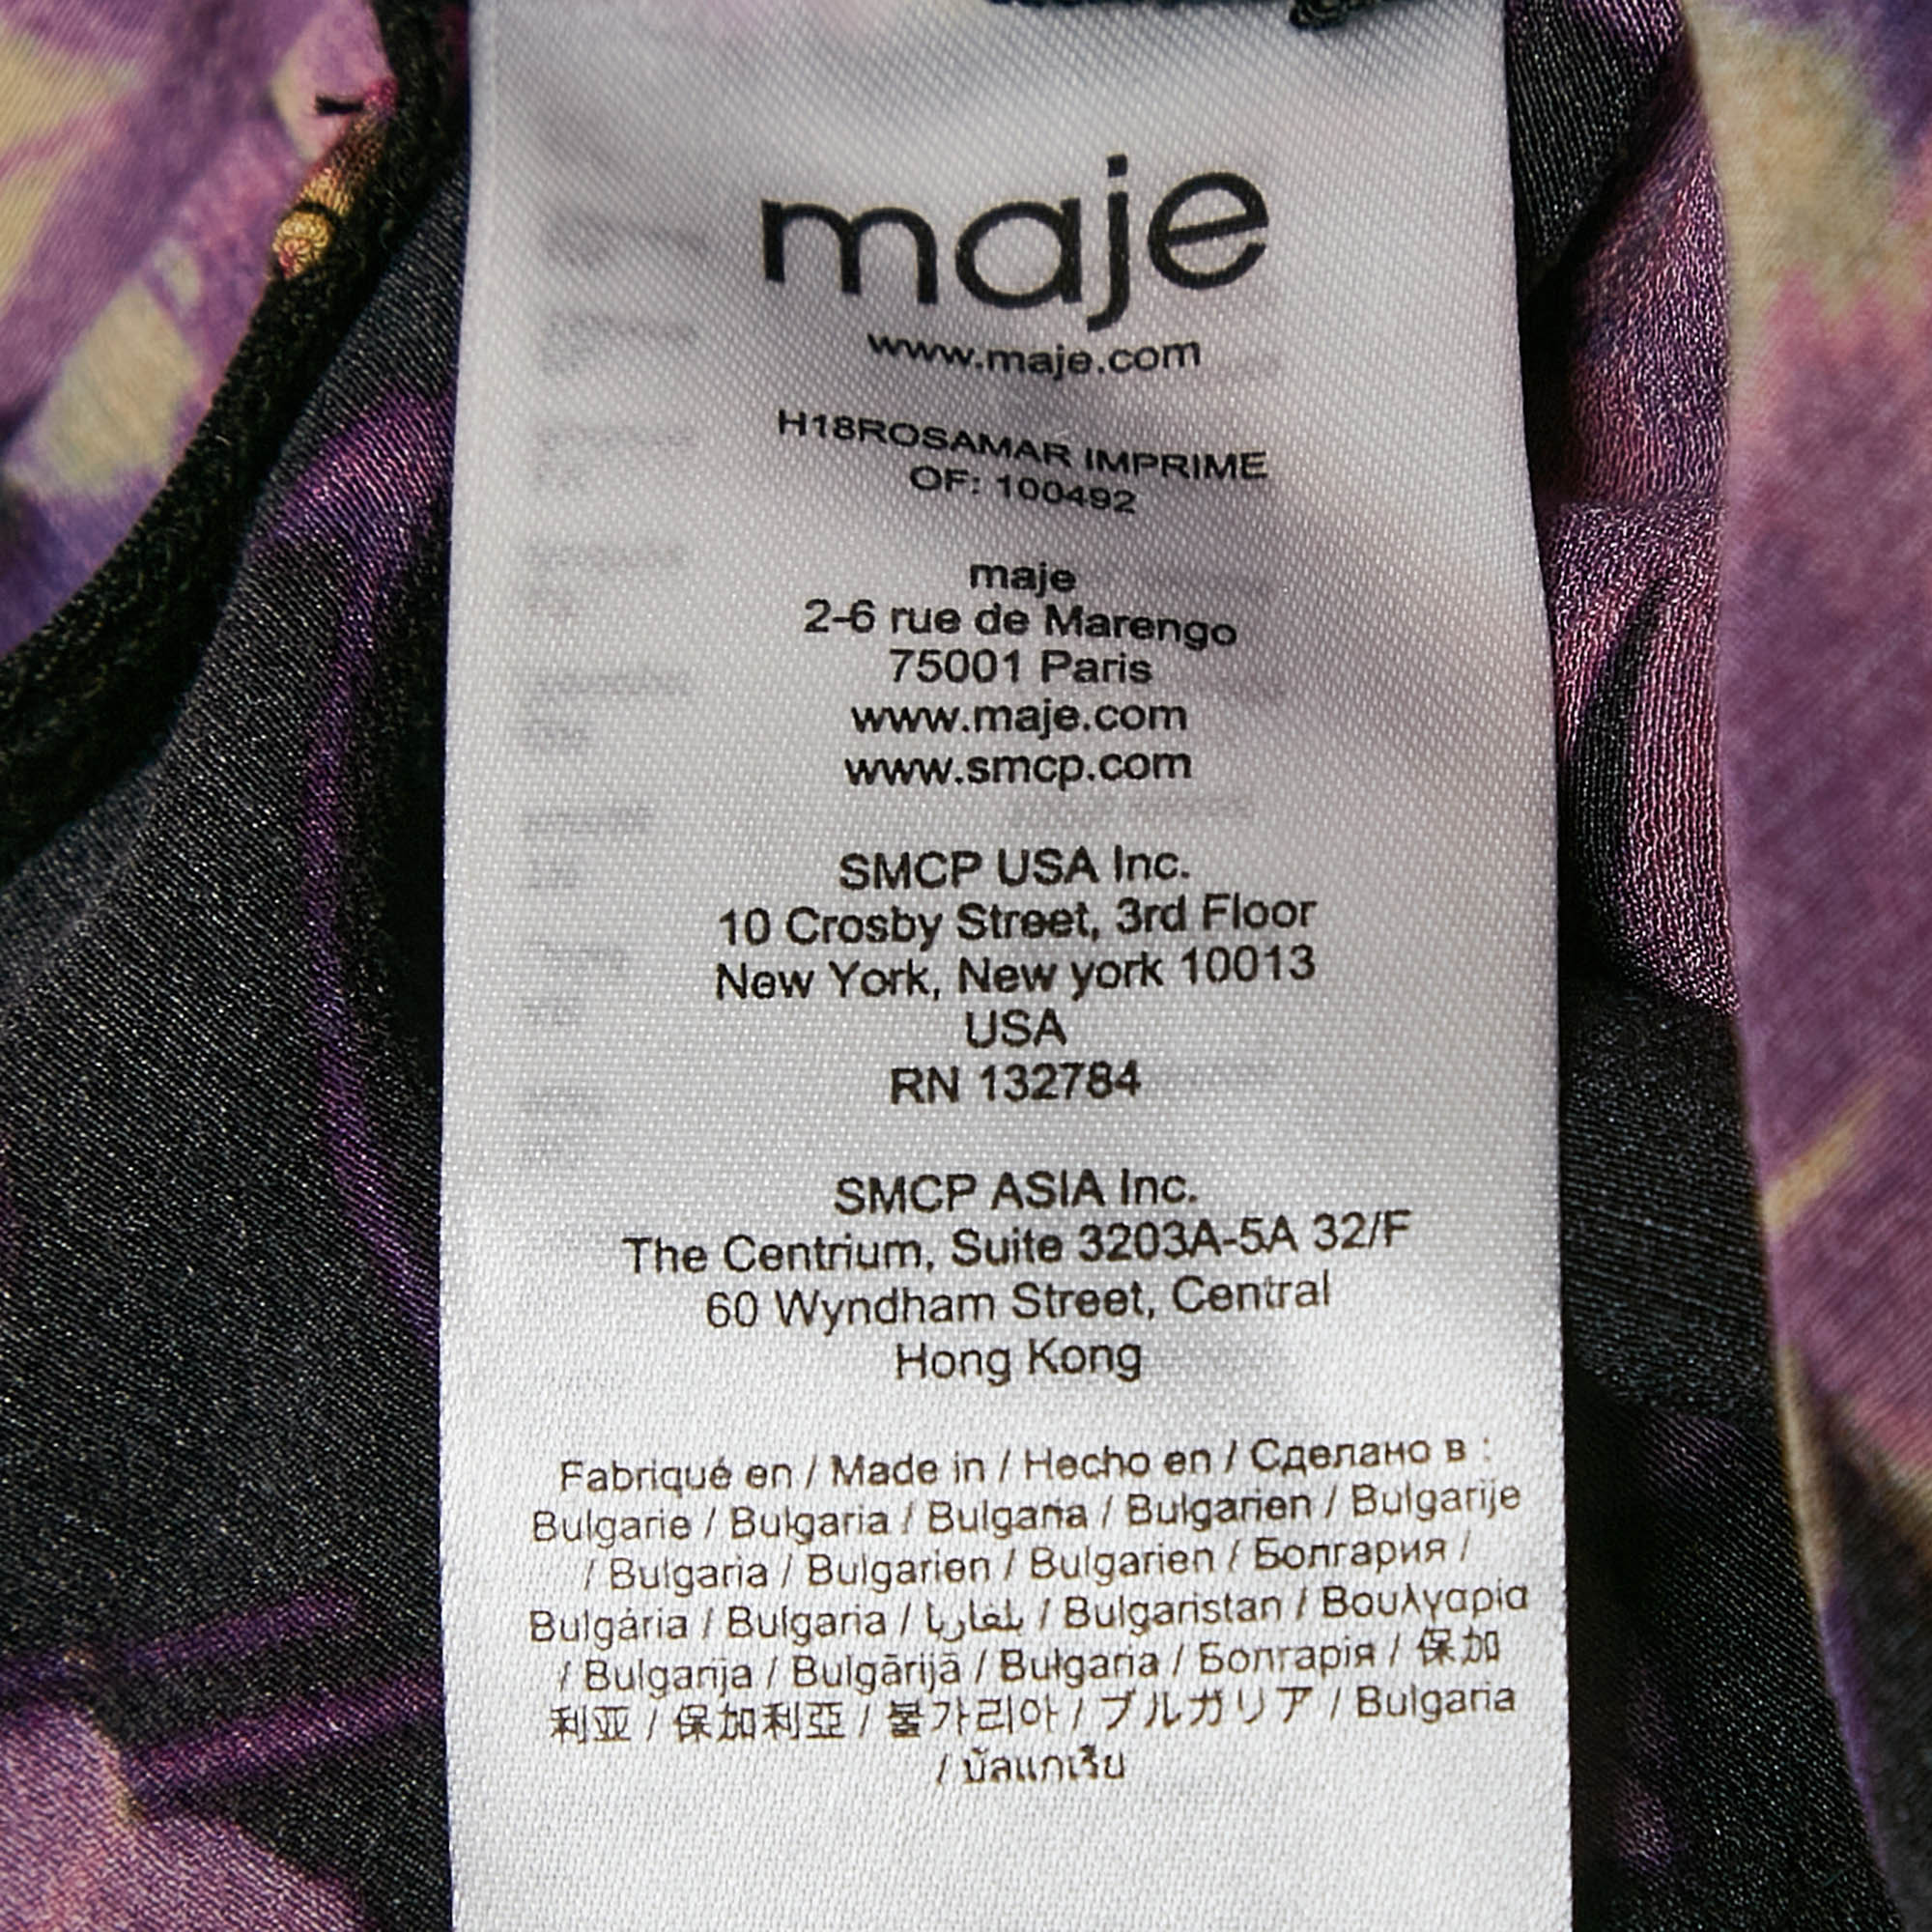 maje
www.maje.com
H18ROSAMAR IMPRIME
OF: 100492
maje
2-6 rue de Marengo
75001 Paris
www.maje.com
www.smcp.com
SMCP USA Inc.
10 Crosby Street, 3rd Floor
New York, New york 10013
USA
RN 132784
SMCP ASIA Inc.
The Centrium, Suite 3203A-5A 32/F
60 Wyndham Street, Central
Hong Kong
Fabriqué en / Made in / Hecho en / Сделано в :
Bulgarie / Bulgaria / Bulgaria / Bulgarien / Bulgarije
/ Bulgaria / Bulgarien / Bulgarien / Болгария /
Bulgária / Bulgaria / بلغاريا / Bulgaristan / Βουλγαρία
/ Bulgarija / Bulgārijā / Bułgaria / Болгарія / 保加
利亚 / 保加利亞 / 불가리아 / ブルガリア / Bulgaria
/ บัลแกเรีย